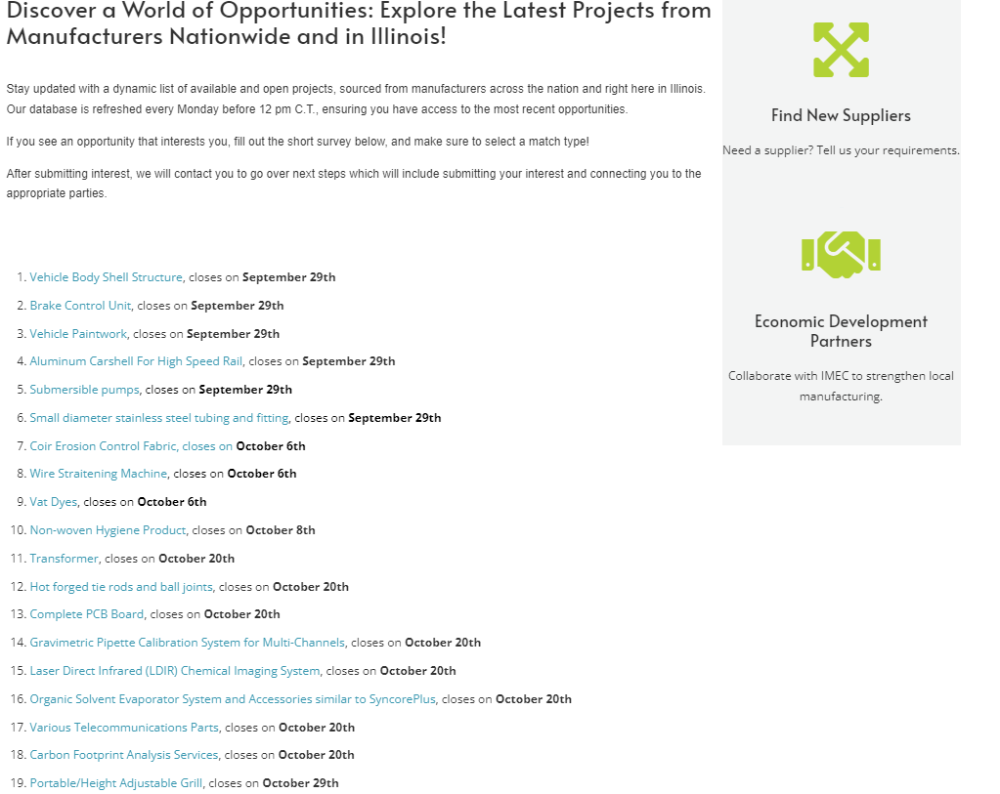 Discover a World of Opportunities: Explore the Latest Projects from
Manufacturers Nationwide and in Illinois!
Stay updated with a dynamic list of available and open projects, sourced from manufacturers across the nation and right here in Illinois.
Our database is refreshed every Monday before 12 pm C.T., ensuring you have access to the most recent opportunities.
If you see an opportunity that interests you, fill out the short survey below, and make sure to select a match type!
After submitting interest, we will contact you to go over next steps which will include submitting your interest and connecting you to the
appropriate parties.
1. Vehicle Body Shell Structure, closes on September 29th
2. Brake Control Unit, closes on September 29th
3. Vehicle Paintwork, closes on September 29th
4. Aluminum Carshell For High Speed Rail, closes on September 29th
5. Submersible pumps, closes on September 29th
6. Small diameter stainless steel tubing and fitting, closes on September 29th
7. Coir Erosion Control Fabric, closes on October 6th
8. Wire Straitening Machine, closes on October 6th
9. Vat Dyes, closes on October 6th
10. Non-woven Hygiene Product, closes on October 8th
11. Transformer, closes on October 20th
12. Hot forged tie rods and ball joints, closes on October 20th
13. Complete PCB Board, closes on October 20th
14. Gravimetric Pipette Calibration System for Multi-Channels, closes on October 20th
15. Laser Direct Infrared (LDIR) Chemical Imaging System, closes on October 20th
16. Organic Solvent Evaporator System and Accessories similar to SyncorePlus, closes on October 20th
17. Various Telecommunications Parts, closes on October 20th
18. Carbon Footprint Analysis Services, closes on October 20th
19. Portable/Height Adjustable Grill, closes on October 29th
Find New Suppliers
Need a supplier? Tell us your requirements.
Economic Development
Partners
Collaborate with IMEC to strengthen local
manufacturing.